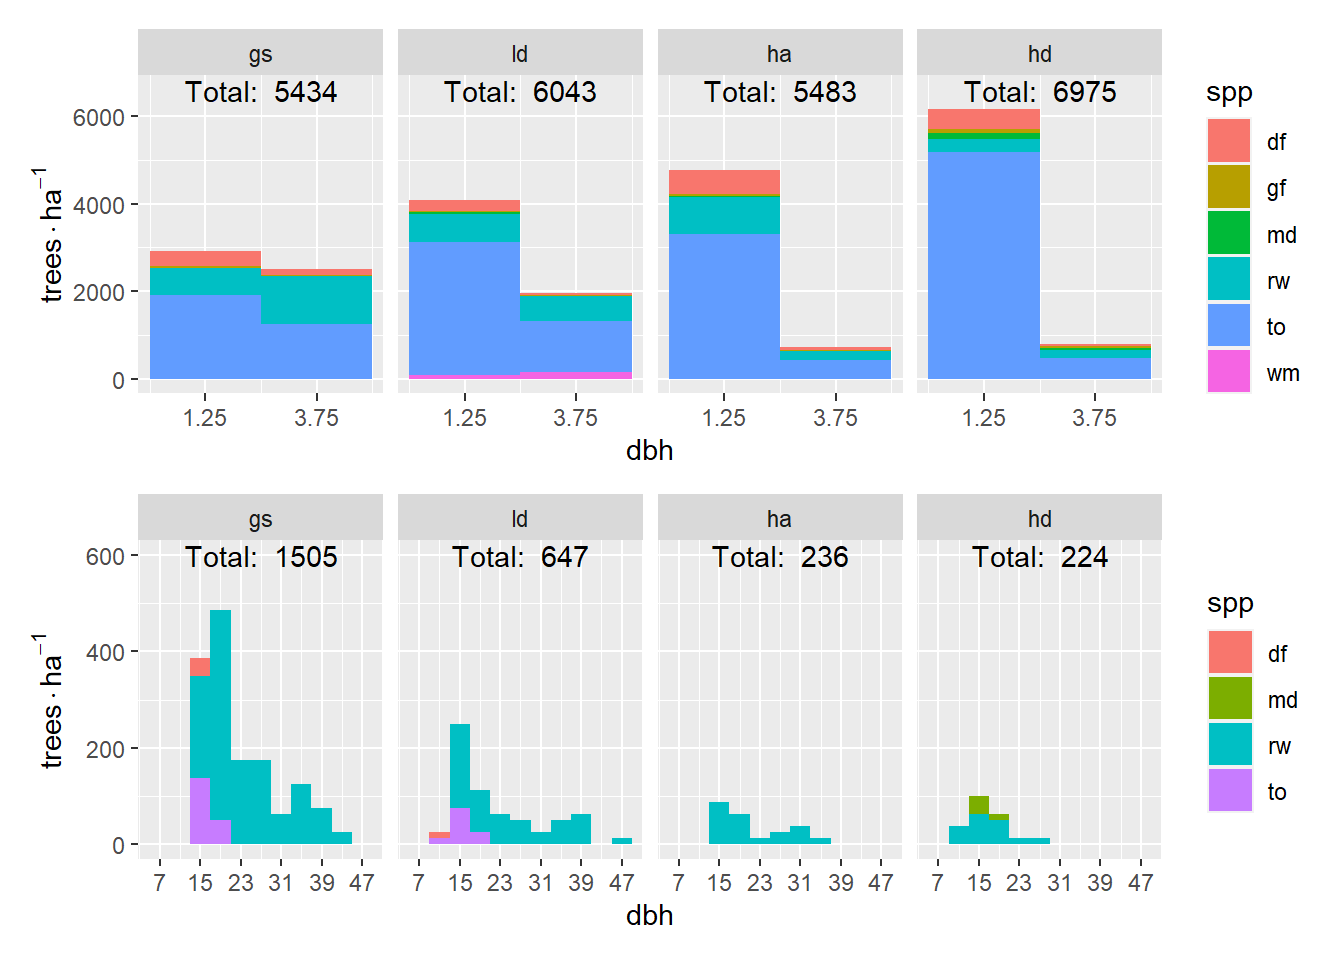 gs ld ha hd
Total: 5434 Total: 6043 Total: 5483 Total: 6975
6000
4000
2000
0
trees · ha⁻¹
1.25 3.75 1.25 3.75 1.25 3.75 1.25 3.75
dbh
spp
df
gf
md
rw
to
wm
gs ld ha hd
Total: 1505 Total: 647 Total: 236 Total: 224
600
400
200
0
trees · ha⁻¹
7 15 23 31 39 47 7 15 23 31 39 47 7 15 23 31 39 47 7 15 23 31 39 47
dbh
spp
df
md
rw
to